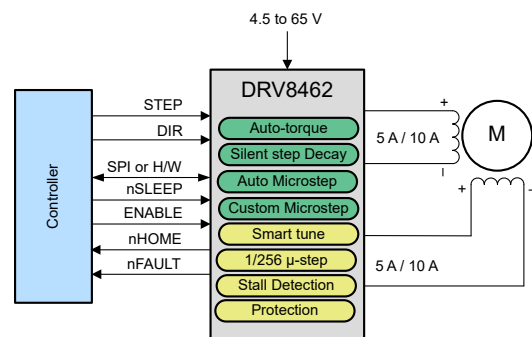 4.5 to 65 V
DRV8462
Controller
STEP
DIR
SPI or H/W
nSLEEP
ENABLE
nHOME
nFAULT
Auto-torque
Silent step Decay
Auto Microstep
Custom Microstep
Smart tune
1/256 µ-step
Stall Detection
Protection
+
5 A / 10 A
–
M
+
-
5 A / 10 A